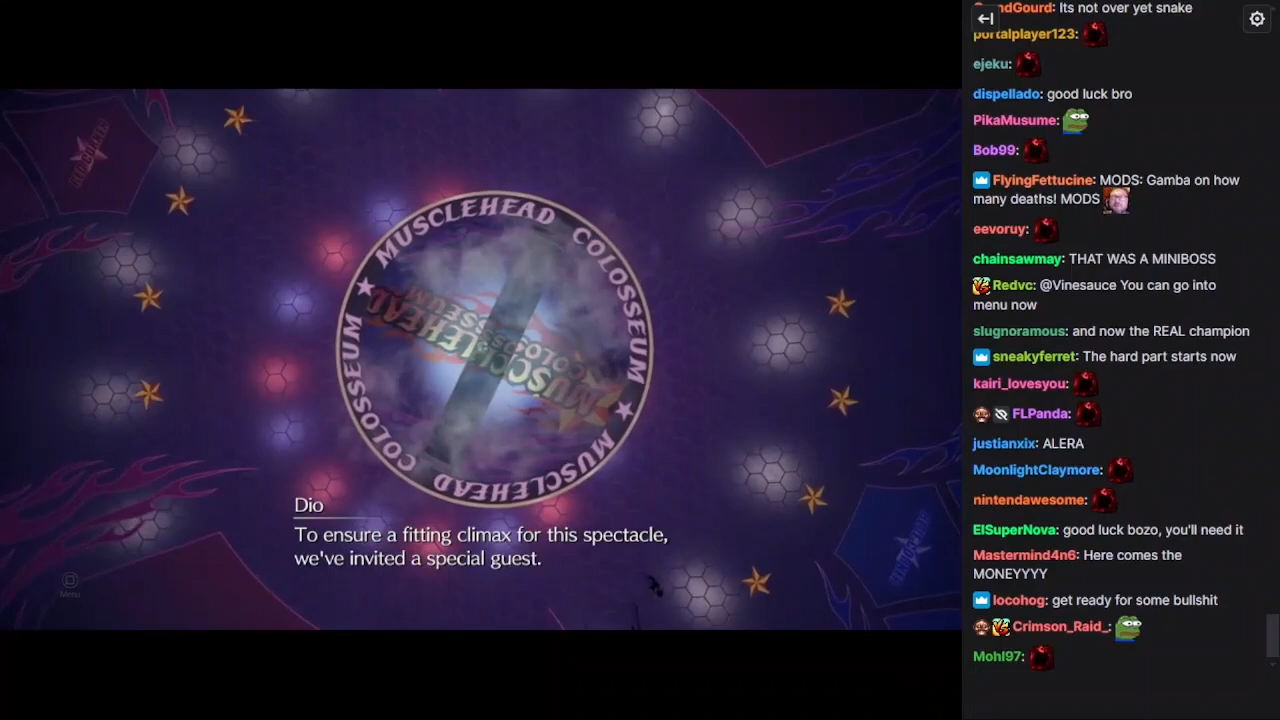 MUSCLEHEAD COLOSSEUM
MUSCLEHEAD COLOSSEUM
MUSCLEHEAD
COLOSSEUM
Dio
To ensure a fitting climax for this spectacle,
we've invited a special guest.
Menu
Its not over yet snake
portalplayer123:
ejeku:
dispellado: good luck bro
PikaMusume:
Bob99:
FlyingFettucine: MODS: Gamba on how
many deaths! MODS
eevoruy:
chainsawmay: THAT WAS A MINIBOSS
Redvc: @Vinesauce You can go into
menu now
slugnoramous: and now the REAL champion
sneakyferret: The hard part starts now
kairi_lovesyou:
FLPanda:
justianxix: ALERA
MoonlightClaymore:
nintendawesome:
ElSuperNova: good luck bozo, you'll need it
Mastermind4n6: Here comes the
MONEYYYY
locohog: get ready for some bullshit
Crimson_Raid_:
Mohl97: